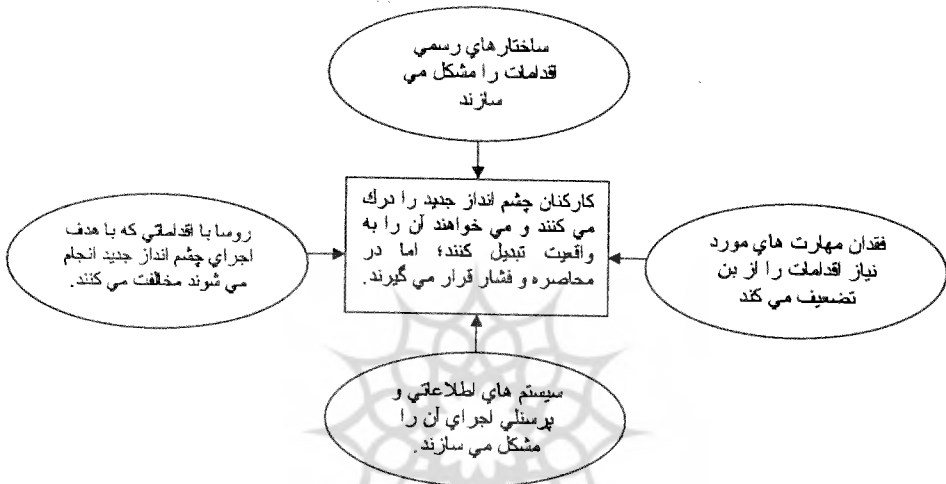 ساختارهاي رسمي
اقدامات را مشكل مي
سازند
كاركنان چشم انداز جديد را درك
مي كنند و مي خواهند آن را به
واقعيت تبديل كنند؛ اما در
محاصره و فشار قرار مي گيرند.
فقدان مهارت هاي مورد
نياز اقدامات را از بن
تضعيف مي كند
روسا با اقداماتي كه با هدف
اجراي چشم انداز جديد انجام
مي شوند مخالفت مي كنند.
سيستم هاي اطلاعاتي و
پرسنلي اجراي آن را
مشكل مي سازند.